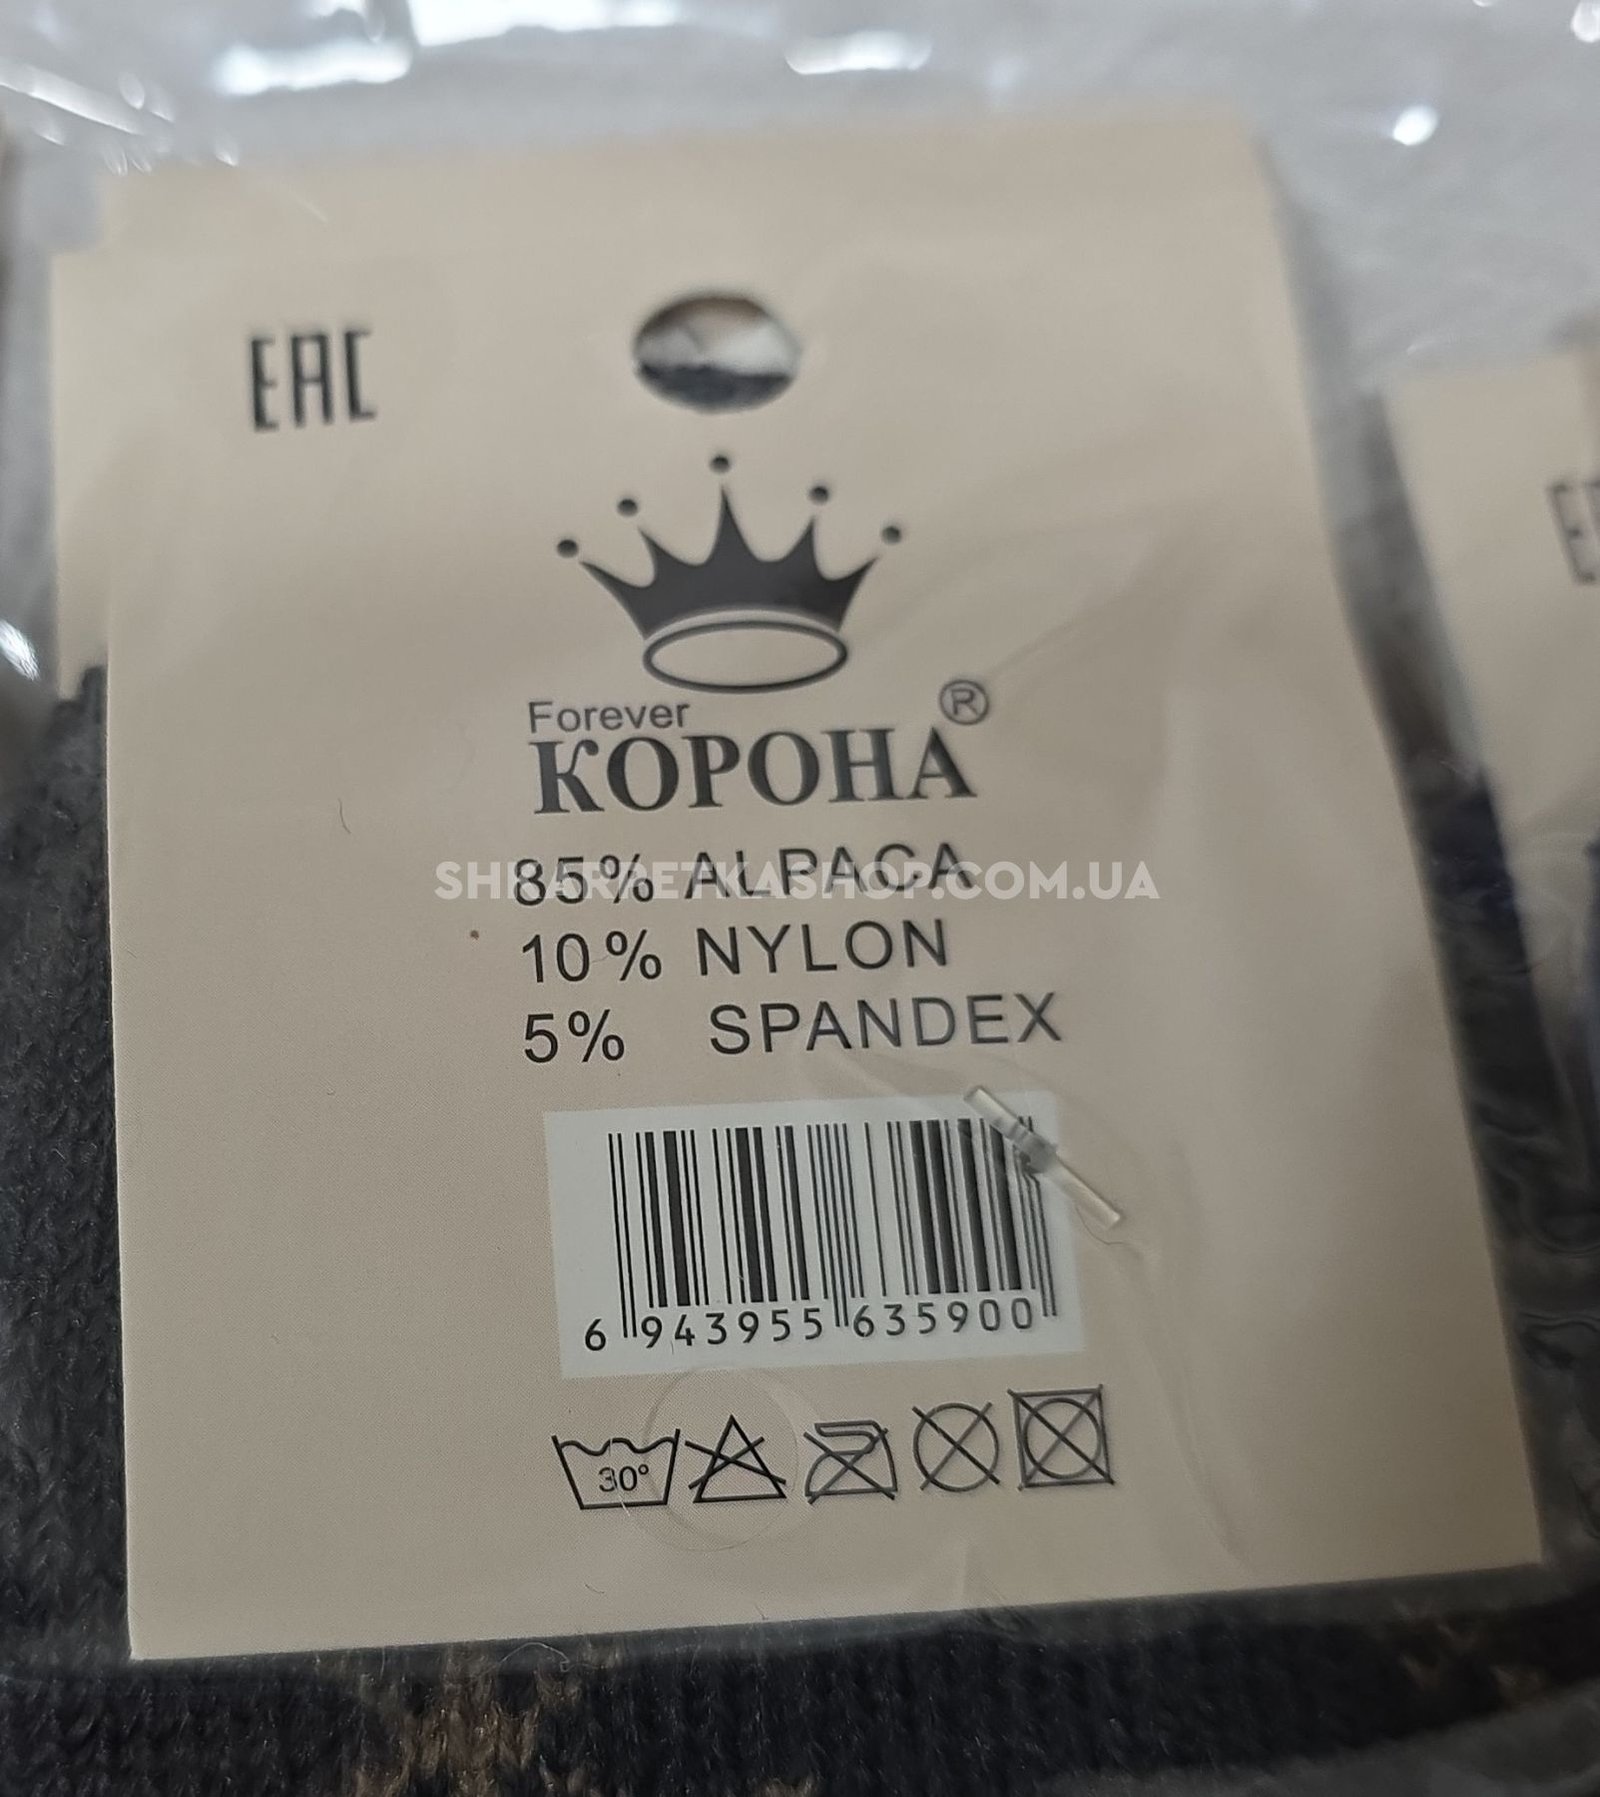 EAC
Forever
КОРОНА®
85% ALPACA
SHKARPETKASHOP.COM.UA
10% NYLON
5% SPANDEX
6 943955 635900
30°